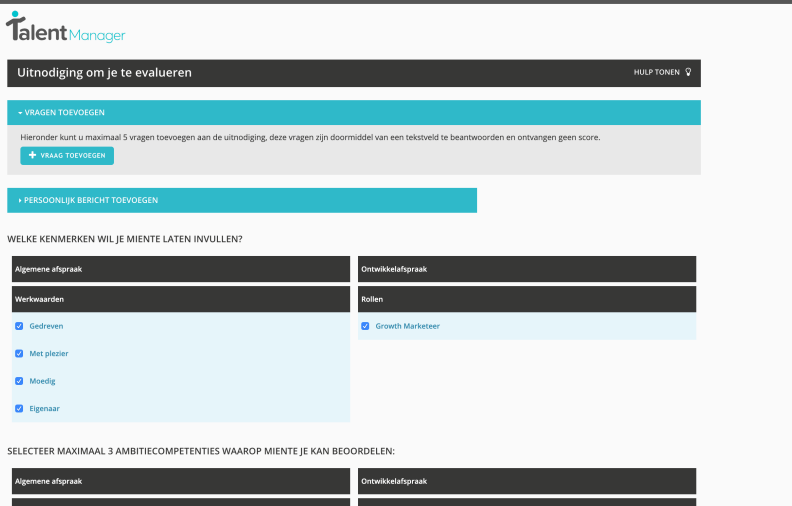 Talent Manager
Uitnodiging om je te evalueren
HULP TONEN
VRAGEN TOEVOEGEN
Hieronder kunt u maximaal 5 vragen toevoegen aan de uitnodiging, deze vragen zijn doormiddel van een tekstveld te beantwoorden en ontvangen geen score.
VRAAG TOEVOEGEN
PERSOONLIJK BERICHT TOEVOEGEN
WELKE KENMERKEN WIL JE MIENTE LATEN INVULLEN?
Algemene afspraak
Ontwikkelafspraak
Werkwaarden
Rollen
Gedreven
Growth Marketeer
Met plezier
Moedig
Eigenaar
SELECTEER MAXIMAAL 3 AMBITIECOMPETENTIES WAAROP MIENTE JE KAN BEOORDELEN:
Algemene afspraak
Ontwikkelafspraak